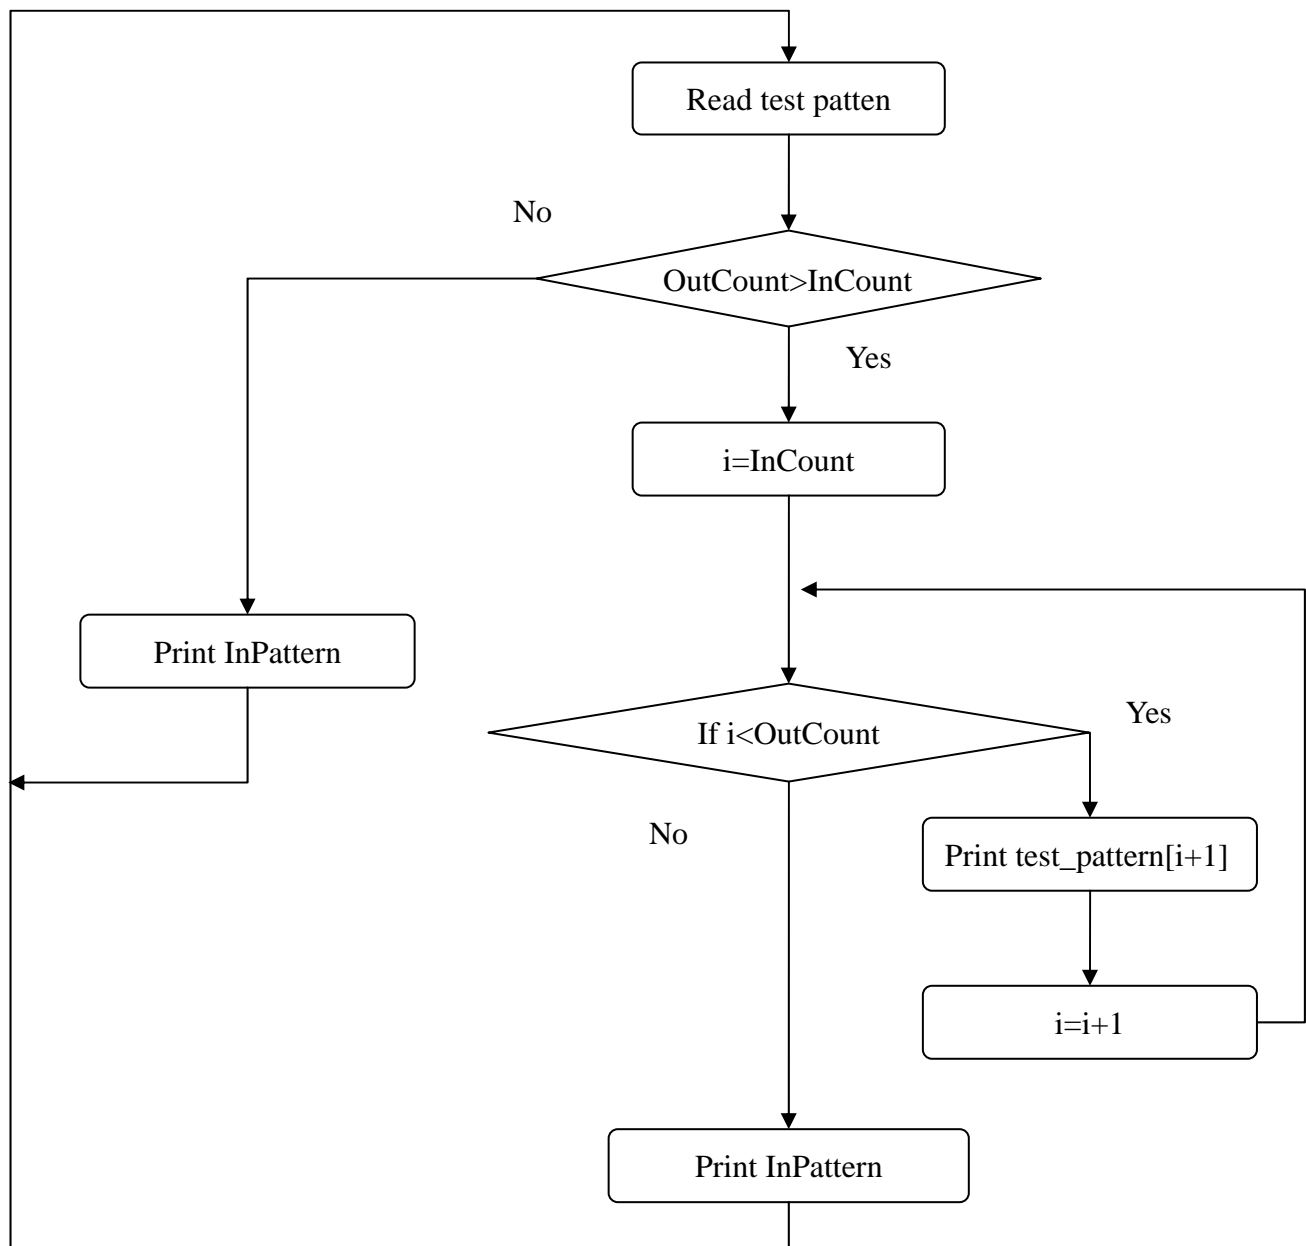 Read test patten
No
OutCount>InCount
Yes
i=InCount
Print InPattern
If i<OutCount
Yes
No
Print test_pattern[i+1]
i=i+1
Print InPattern